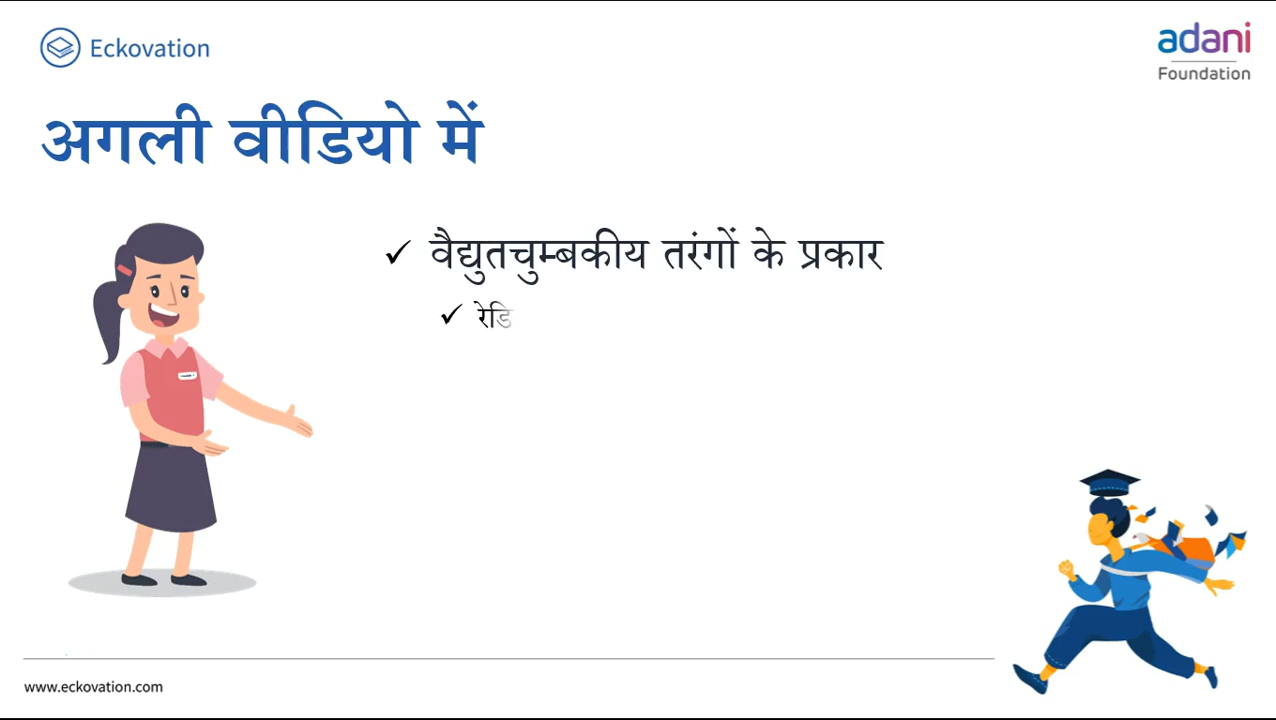 Eckovation
adani
Foundation
अगली वीडियो में
✓ वैद्युतचुम्बकीय तरंगों के प्रकार
✓ रेडि
www.eckovation.com